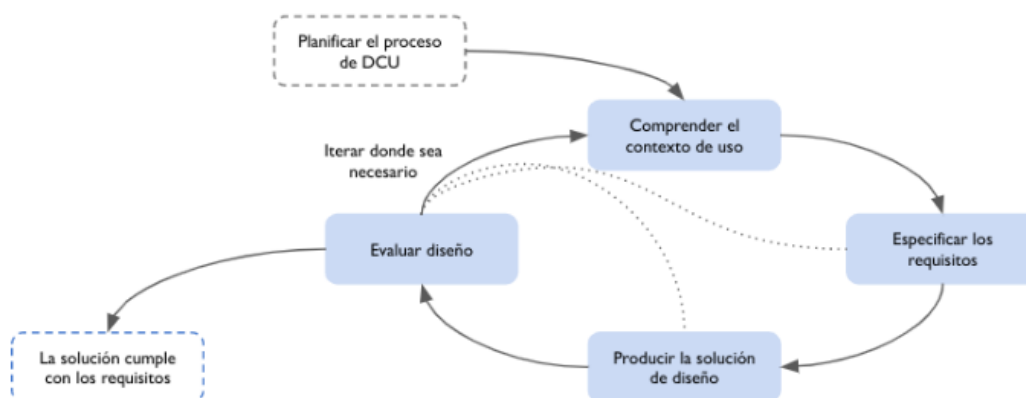 Planificar el proceso
de DCU
Comprender el
contexto de uso
Iterar donde sea
necesario
Evaluar diseño
Especificar los
requisitos
La solución cumple
con los requisitos
Producir la solución
de diseño